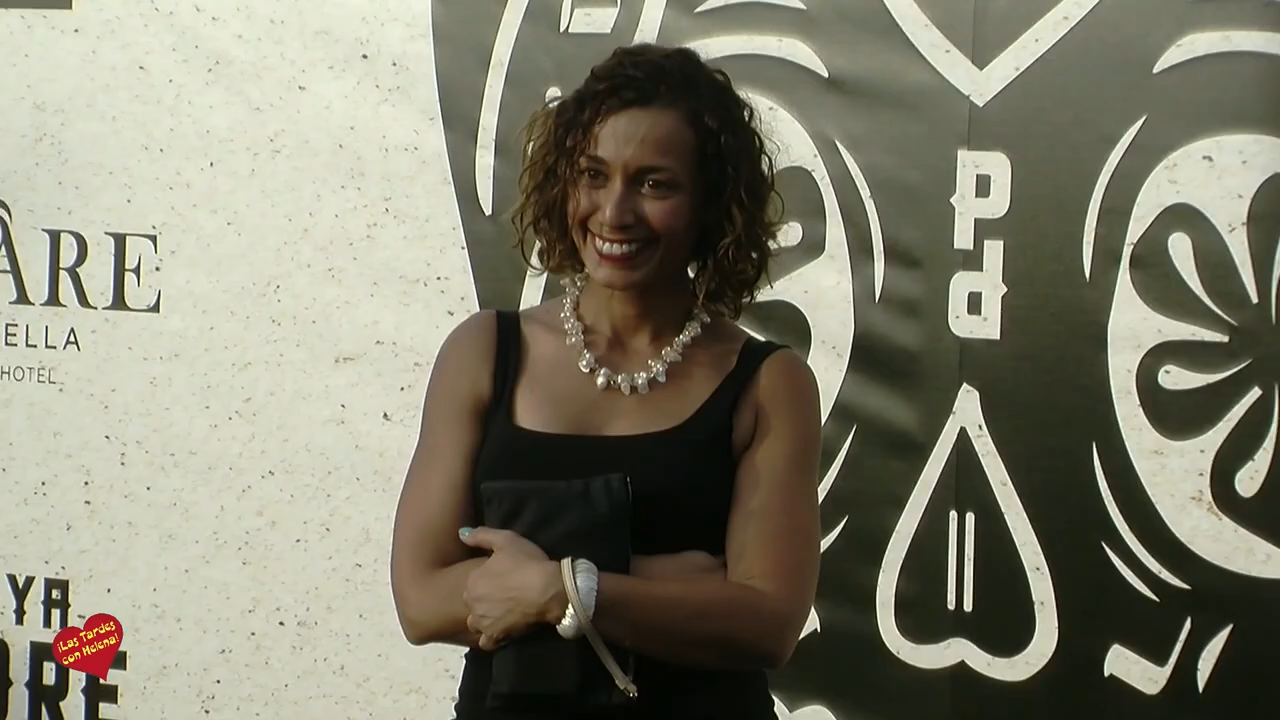 ARE
ELLA
HOTEL
YA
ORE
¡Las Tardes
con Helena!
P
d